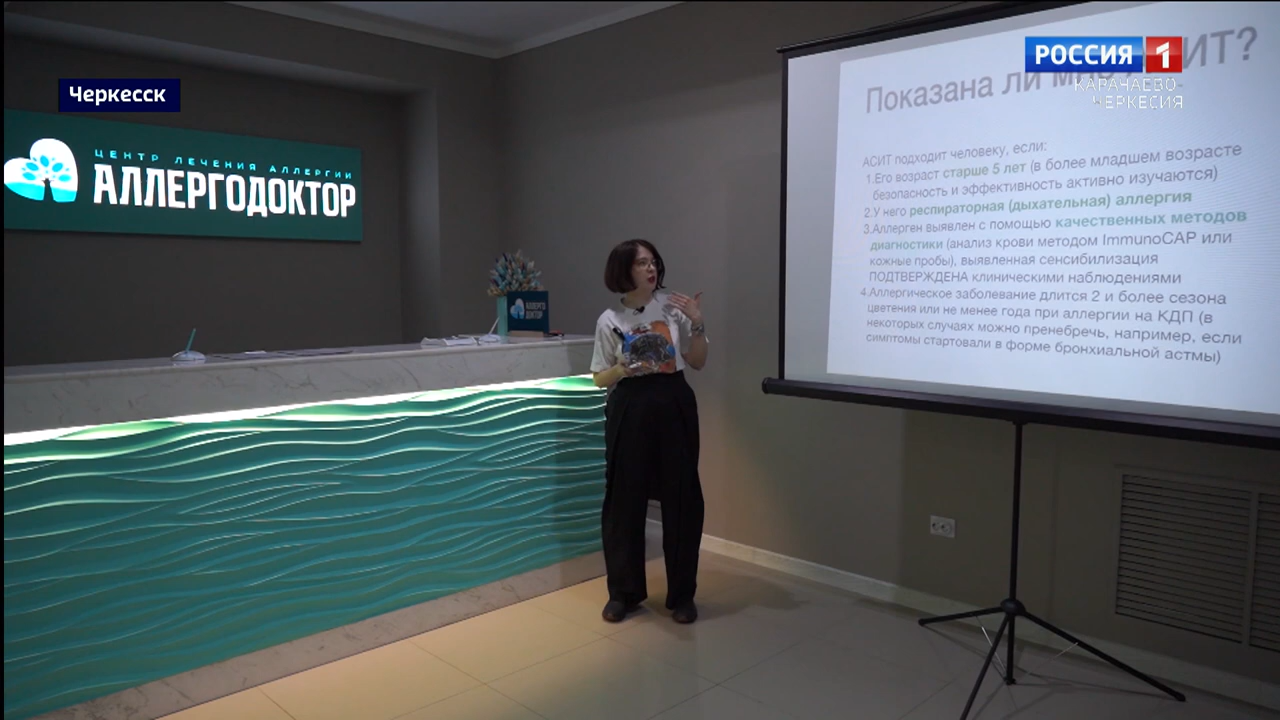 Черкесск
РОССИЯ 1
КАРАЧАЕВО-
ЧЕРКЕСИЯ
ЦЕНТР ЛЕЧЕНИЯ АЛЛЕРГИИ
АЛЛЕРГОДОКТОР
АЛЛЕРГО
ДОКТОР
Показана ли мне АСИТ?
АСИТ подходит человеку, если:
1.Его возраст старше 5 лет (в более младшем возрасте
безопасность и эффективность активно изучаются)
2.У него респираторная (дыхательная) аллергия
3.Аллерген выявлен с помощью качественных методов
диагностики (анализ крови методом ImmunoCAP или
кожные пробы), выявленная сенсибилизация
ПОДТВЕРЖДЕНА клиническими наблюдениями
4.Аллергическое заболевание длится 2 и более сезона
цветения или не менее года при аллергии на КДП (в
некоторых случаях можно пренебречь, например, если
симптомы стартовали в форме бронхиальной астмы)